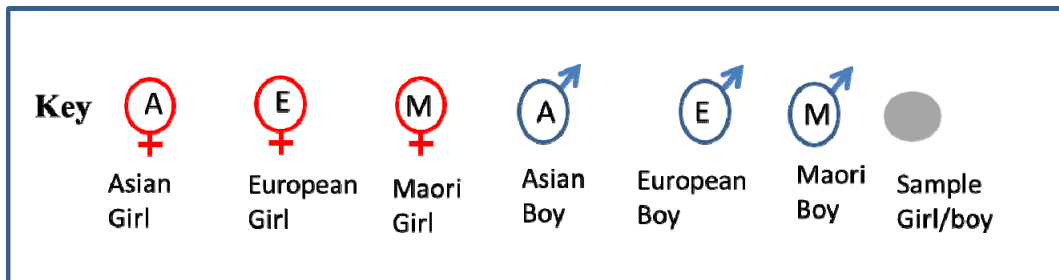 Key A E M A E M
Asian European Maori Asian European Maori Sample
Girl Girl Girl Boy Boy Boy Girl/boy